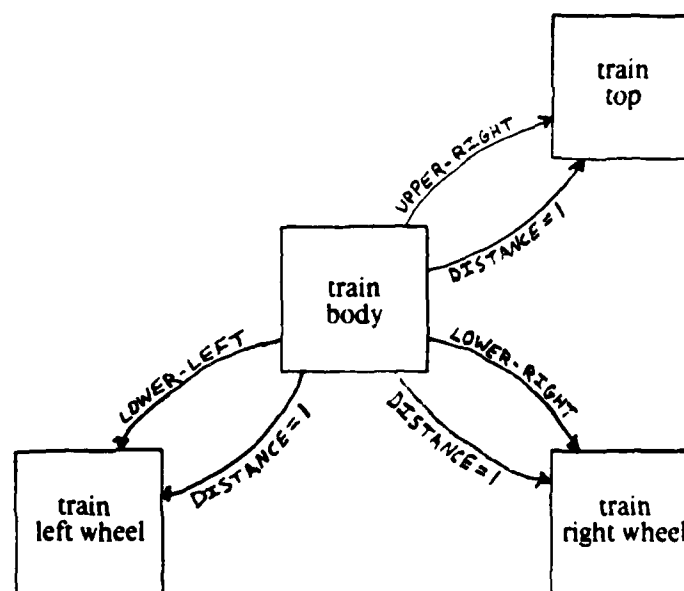 train
top
UPPER-RIGHT
DISTANCE=1
train
body
LOWER-LEFT
LOWER-RIGHT
DISTANCE=1
DISTANCE=1
train
left wheel
train
right wheel